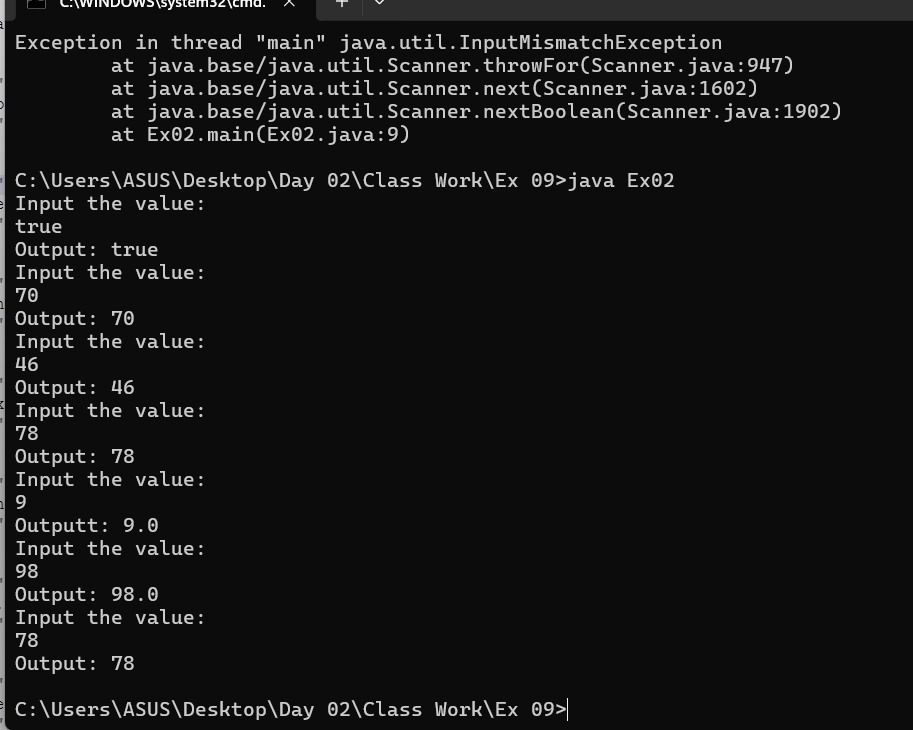 C:\WINDOWS\system32\cmd.
Exception in thread "main" java.util.InputMismatchException
        at java.base/java.util.Scanner.throwFor(Scanner.java:947)
        at java.base/java.util.Scanner.next(Scanner.java:1602)
        at java.base/java.util.Scanner.nextBoolean(Scanner.java:1902)
        at Ex02.main(Ex02.java:9)
C:\Users\ASUS\Desktop\Day 02\Class Work\Ex 09>java Ex02
Input the value:
true
Output: true
Input the value:
70
Output: 70
Input the value:
46
Output: 46
Input the value:
78
Output: 78
Input the value:
9
Outputt: 9.0
Input the value:
98
Output: 98.0
Input the value:
78
Output: 78
C:\Users\ASUS\Desktop\Day 02\Class Work\Ex 09>